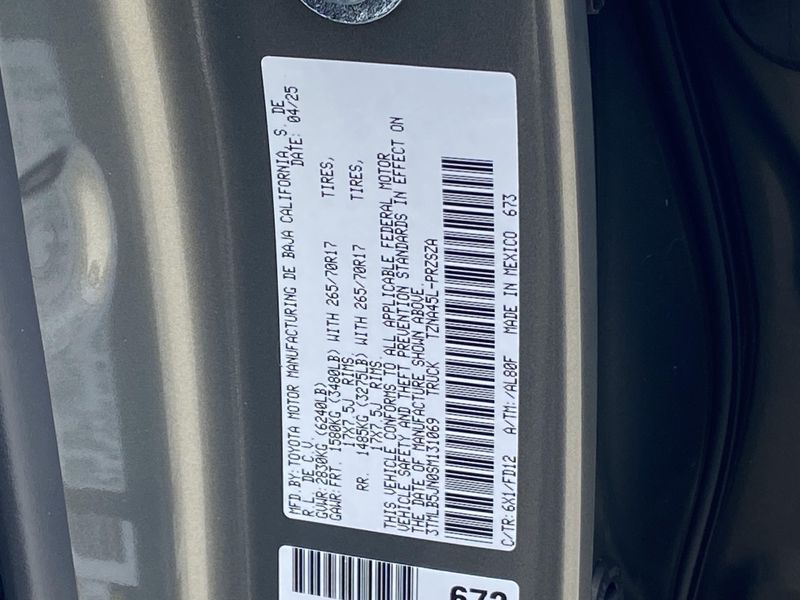 MFD.BY:TOYOTA MOTOR MANUFACTURING DE BAJA CALIFORNIA, S. DE
R.L. DE C.V. DATE: 04/25
GVWR:2830KG (6240LB)
GAWR:FRT. 1580KG (3480LB) WITH 265/70R17 TIRES,
17X7.5J RIMS
RR. 1485KG (3275LB) WITH 265/70R17 TIRES,
17X7.5J RIMS
THIS VEHICLE CONFORMS TO ALL APPLICABLE FEDERAL MOTOR
VEHICLE SAFETY AND THEFT PREVENTION STANDARDS IN EFFECT ON
THE DATE OF MANUFACTURE SHOWN ABOVE.
3TMLB5JN0SM131069 TRUCK TZNA45L-PRZSZA
C/TR:6X1/FD12 A/TM:/AL80F MADE IN MEXICO 673
673